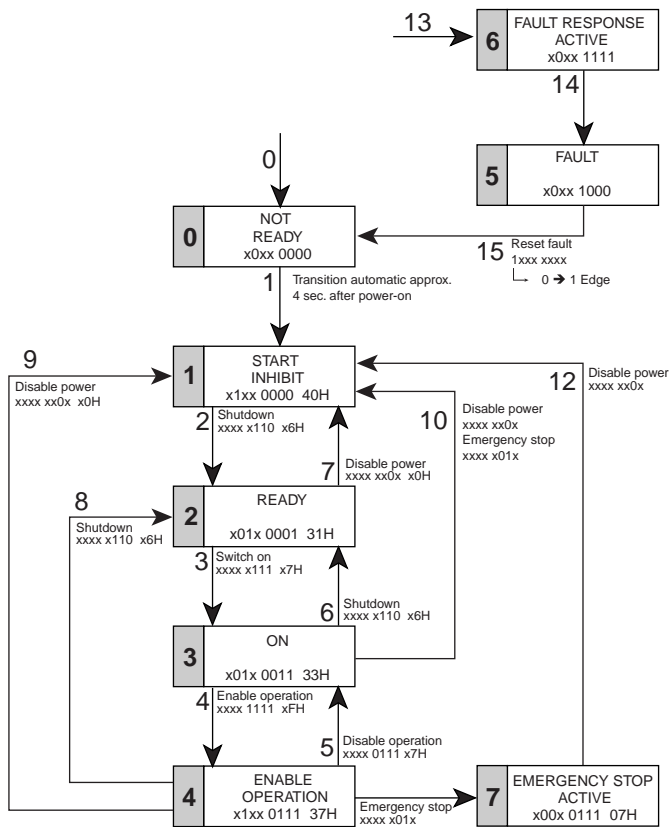 13
6
FAULT RESPONSE
ACTIVE
x0xx 1111
14
5
FAULT
x0xx 1000
15
Reset fault
1xxx xxxx
0 ➔ 1 Edge
0
0
NOT
READY
x0xx 0000
1
Transition automatic approx.
4 sec. after power-on
9
Disable power
xxxx xx0x x0H
1
START
INHIBIT
x1xx 0000 40H
12
Disable power
xxxx xx0x
10
Disable power
xxxx xx0x
Emergency stop
xxxx x01x
2
Shutdown
xxxx x110 x6H
7
Disable power
xxxx xx0x x0H
8
Shutdown
xxxx x110 x6H
2
READY
x01x 0001 31H
3
Switch on
xxxx x111 x7H
6
Shutdown
xxxx x110 x6H
3
ON
x01x 0011 33H
4
Enable operation
xxxx 1111 xFH
5
Disable operation
xxxx 0111 x7H
4
ENABLE
OPERATION
x1xx 0111 37H
Emergency stop
xxxx x01x
7
EMERGENCY STOP
ACTIVE
x00x 0111 07H